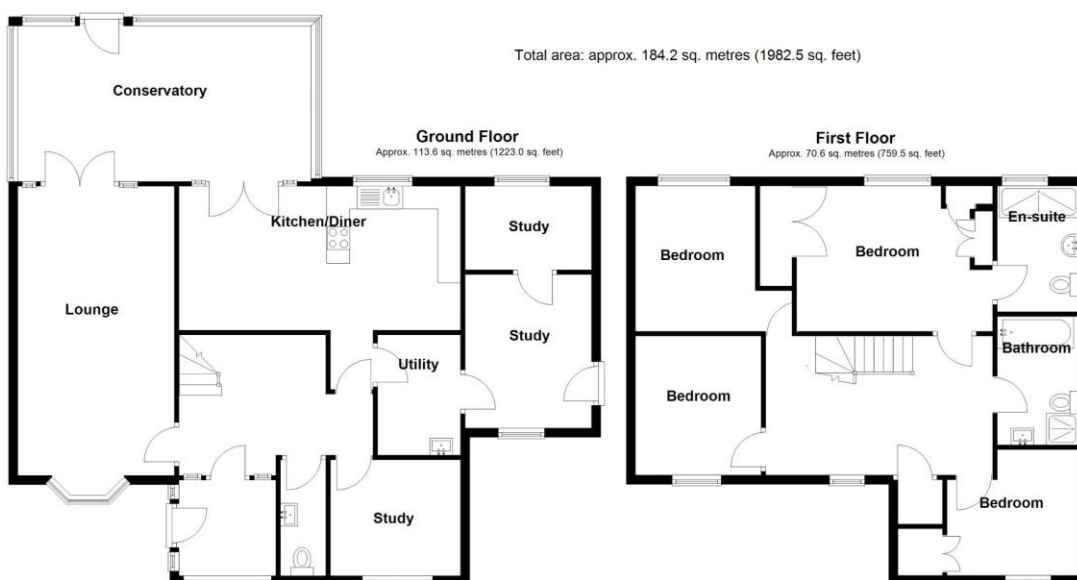 Total area: approx. 184.2 sq. metres (1982.5 sq. feet)
Ground Floor
Approx. 113.6 sq. metres (1223.0 sq. feet)
Conservatory
Kitchen/Diner
Study
Lounge
Study
Utility
Study
First Floor
Approx. 70.6 sq. metres (759.5 sq. feet)
En-suite
Bedroom
Bedroom
Bathroom
Bedroom
Bedroom